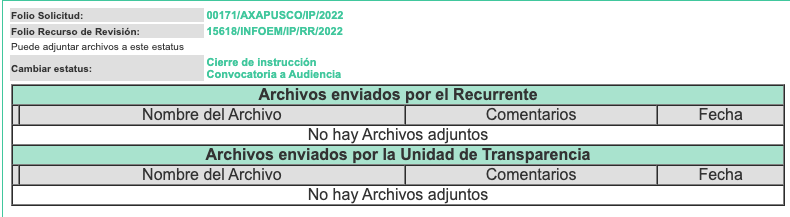 Folio Solicitud: 00171/AXAPUSCO/IP/2022
Folio Recurso de Revisión: 15618/INFOEM/IP/RR/2022
Puede adjuntar archivos a este estatus
Cambiar estatus: Cierre de instrucción
Convocatoria a Audiencia
Archivos enviados por el Recurrente
Nombre del Archivo Comentarios Fecha
No hay Archivos adjuntos
Archivos enviados por la Unidad de Transparencia
Nombre del Archivo Comentarios Fecha
No hay Archivos adjuntos